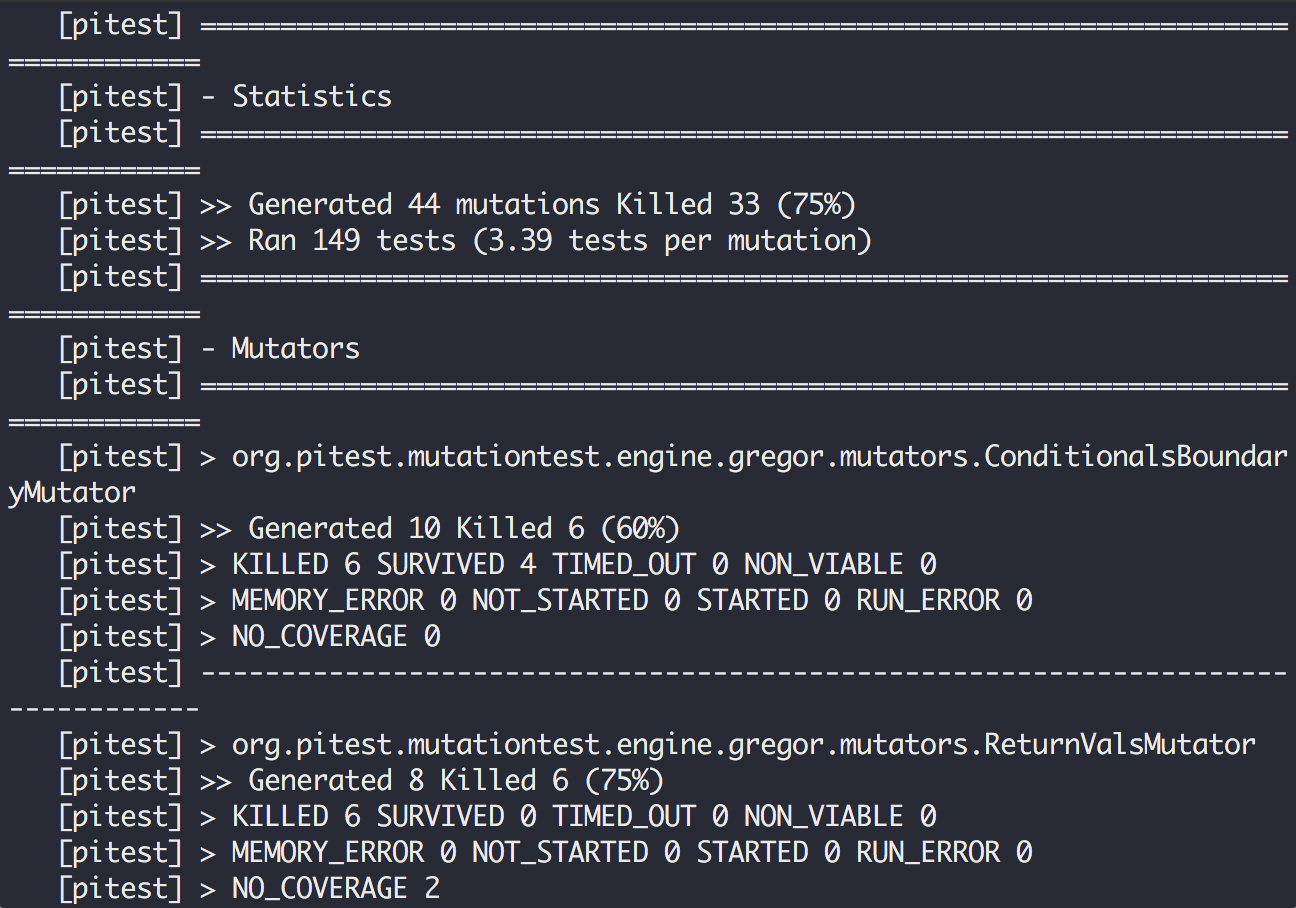 [pitest] ====================================================================
============
[pitest] - Statistics
[pitest] ====================================================================
============
[pitest] >> Generated 44 mutations Killed 33 (75%)
[pitest] >> Ran 149 tests (3.39 tests per mutation)
[pitest] ====================================================================
============
[pitest] - Mutators
[pitest] ====================================================================
============
[pitest] > org.pitest.mutationtest.engine.gregor.mutators.ConditionalsBoundar
yMutator
[pitest] >> Generated 10 Killed 6 (60%)
[pitest] > KILLED 6 SURVIVED 4 TIMED_OUT 0 NON_VIABLE 0
[pitest] > MEMORY_ERROR 0 NOT_STARTED 0 STARTED 0 RUN_ERROR 0
[pitest] > NO_COVERAGE 0
[pitest] --------------------------------------------------------------------
------------
[pitest] > org.pitest.mutationtest.engine.gregor.mutators.ReturnValsMutator
[pitest] >> Generated 8 Killed 6 (75%)
[pitest] > KILLED 6 SURVIVED 0 TIMED_OUT 0 NON_VIABLE 0
[pitest] > MEMORY_ERROR 0 NOT_STARTED 0 STARTED 0 RUN_ERROR 0
[pitest] > NO_COVERAGE 2